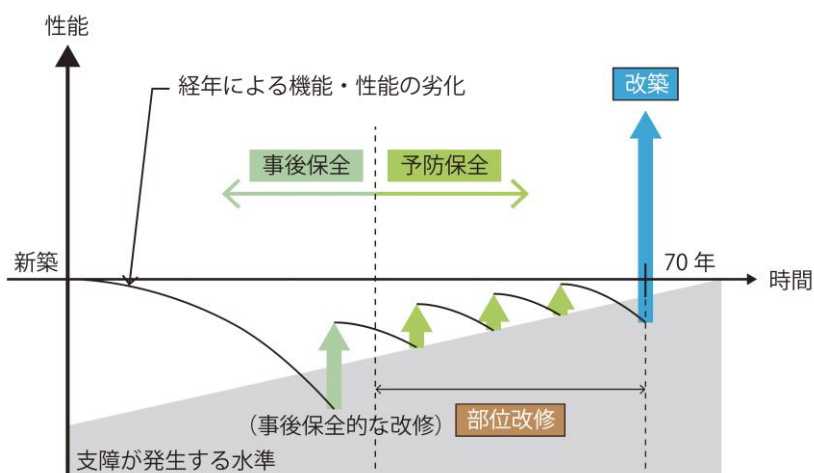 性能
経年による機能・性能の劣化
改築
事後保全
予防保全
新築
70 年
時間
（事後保全的な改修）
部位改修
支障が発生する水準